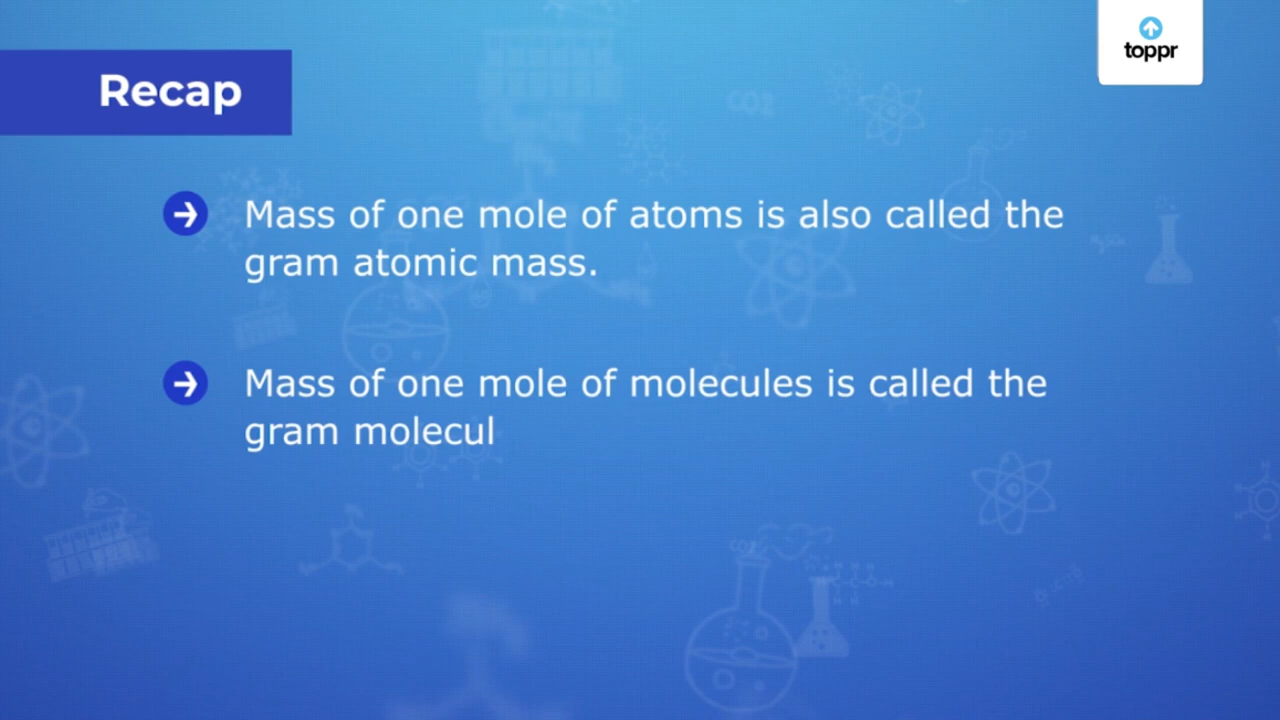 toppr
Recap
Mass of one mole of atoms is also called the
gram atomic mass.
Mass of one mole of molecules is called the
gram molecul